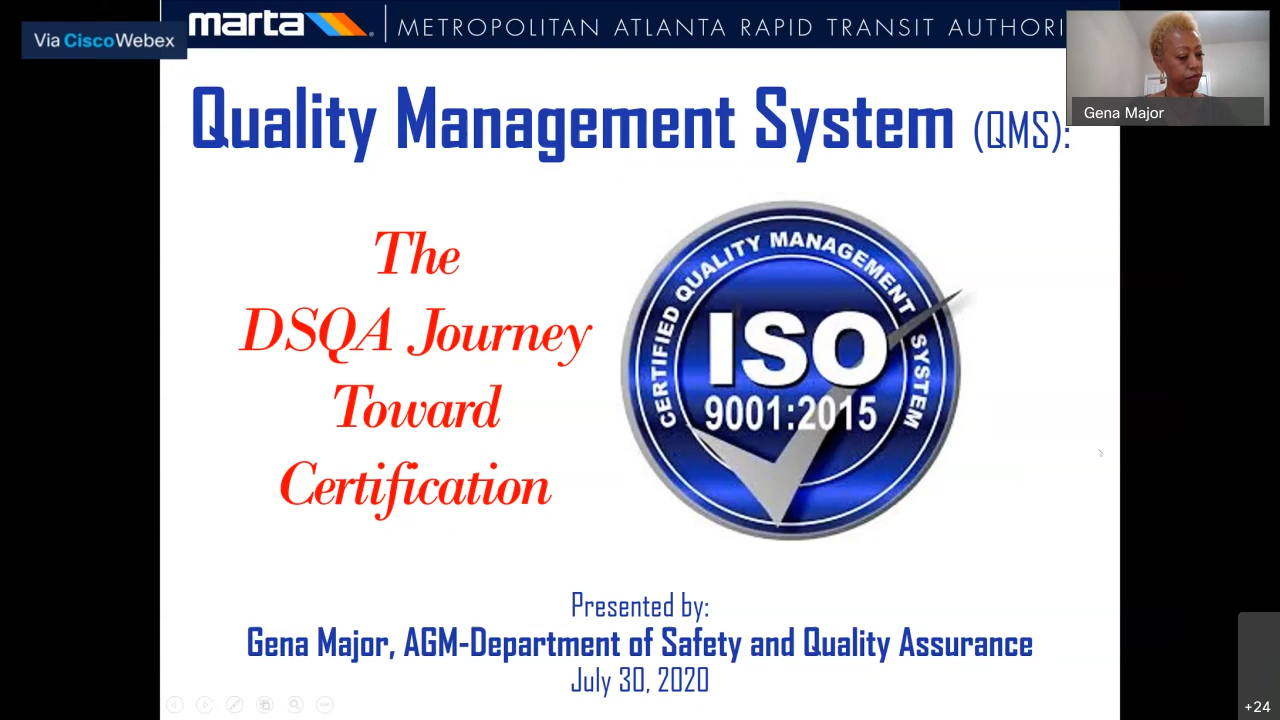 Via Cisco Webex
marta | METROPOLITAN ATLANTA RAPID TRANSIT AUTHORI
Gena Major
Quality Management System (QMS):
The
DSQA Journey
Toward
Certification
CERTIFIED QUALITY MANAGEMENT SYSTEM
ISO
9001:2015
Presented by:
Gena Major, AGM-Department of Safety and Quality Assurance
July 30, 2020
+24